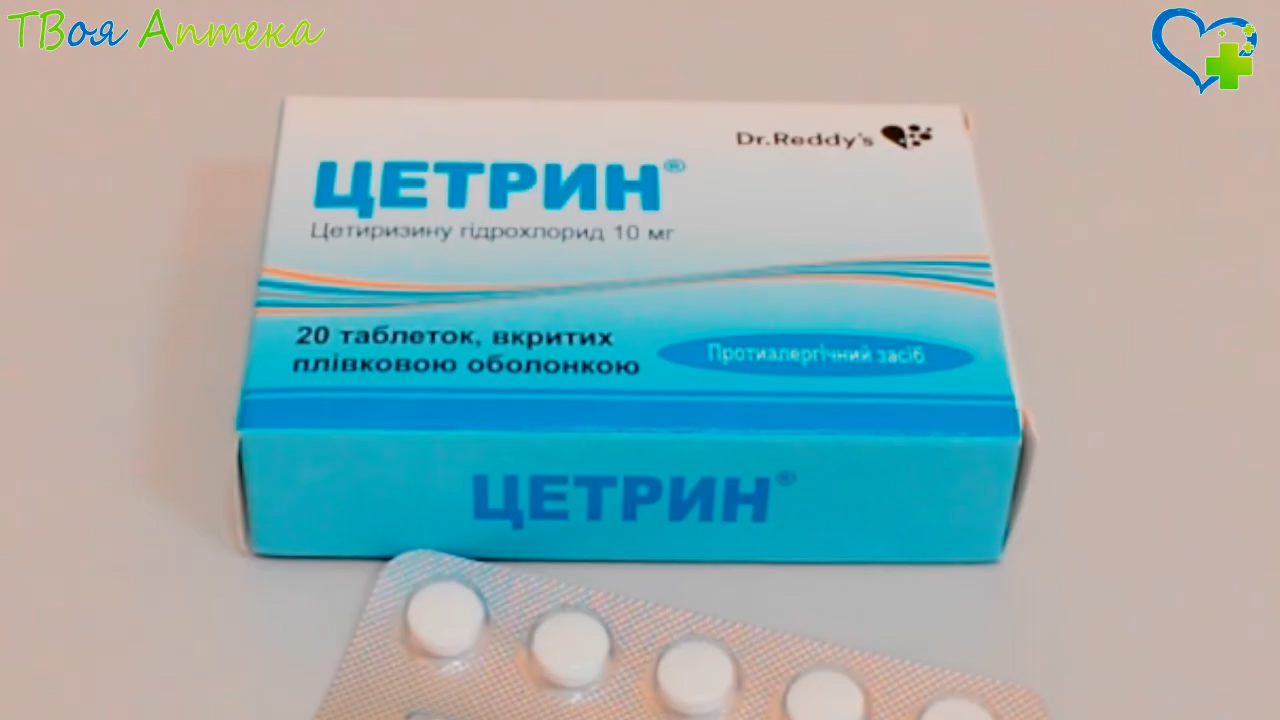 ТВоя Аптека
Dr.Reddy's
ЦЕТРИН®
Цетиризину гідрохлорид 10 мг
20 таблеток, вкритих
плівковою оболонкою
Протиалергічний засіб
ЦЕТРИН®